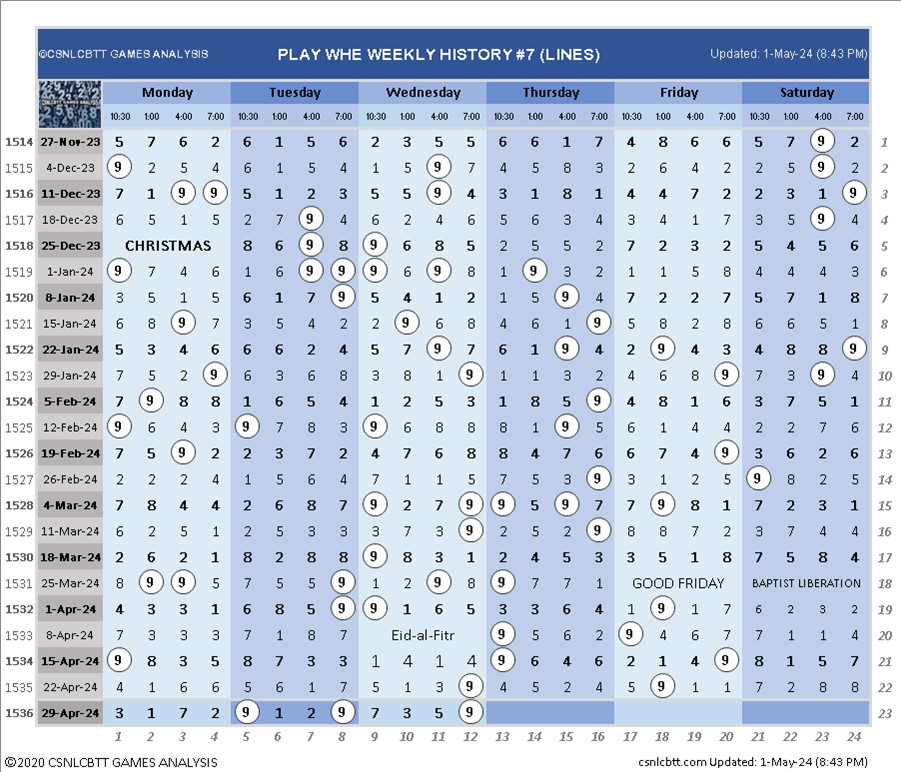 ©CSNLCBTT GAMES ANALYSIS PLAY WHE WEEKLY HISTORY #7 (LINES) Updated: 1-May-24 (8:43 PM)
CSNLCBTT GAMES ANALYSIS
Monday Tuesday Wednesday Thursday Friday Saturday
10:30 1:00 4:00 7:00 10:30 1:00 4:00 7:00 10:30 1:00 4:00 7:00 10:30 1:00 4:00 7:00 10:30 1:00 4:00 7:00 10:30 1:00 4:00 7:00
1514 27-Nov-23 5 7 6 2 6 1 5 6 2 3 5 5 6 6 1 7 4 8 6 6 5 7 9 2 1
1515 4-Dec-23 9 2 5 4 6 1 5 4 1 5 9 7 4 5 8 3 2 6 4 2 2 2 9 2 2
1516 11-Dec-23 7 1 9 4 5 1 2 3 5 5 9 4 3 1 8 1 4 4 7 2 2 3 1 9 3
1517 18-Dec-23 6 5 1 5 2 7 9 4 6 2 4 6 5 6 3 4 3 4 1 7 3 5 9 4 4
1518 25-Dec-23 CHRISTMAS 8 6 9 8 9 6 8 5 2 5 5 2 7 2 3 2 5 4 5 6 5
1519 1-Jan-24 9 7 4 6 1 6 9 9 9 6 9 8 1 9 3 2 1 1 5 8 4 4 4 3 6
1520 8-Jan-24 3 5 1 5 6 1 7 9 5 4 1 2 1 5 9 4 7 2 2 7 5 7 1 8 7
1521 15-Jan-24 6 8 9 7 3 5 4 2 2 9 6 8 4 6 1 9 5 8 2 8 6 6 5 1 8
1522 22-Jan-24 5 3 4 6 6 6 2 4 5 7 9 7 6 1 9 4 2 9 4 3 4 8 8 9 9
1523 29-Jan-24 7 5 2 9 6 3 6 8 3 8 1 9 1 1 3 2 4 6 8 9 7 3 9 4 10
1524 5-Feb-24 7 9 8 8 1 6 5 4 1 2 5 3 1 8 5 9 4 8 1 6 3 7 5 1 11
1525 12-Feb-24 9 6 4 3 9 7 8 3 9 6 8 8 1 8 9 5 6 1 4 4 2 2 7 6 12
1526 19-Feb-24 7 5 9 2 2 3 7 2 4 7 6 8 8 4 7 6 6 7 4 9 3 6 2 6 13
1527 26-Feb-24 2 2 2 4 1 5 6 4 7 1 1 5 7 5 3 9 3 1 2 5 9 8 2 5 14
1528 4-Mar-24 7 8 4 4 2 6 8 7 9 2 7 9 9 5 9 7 7 9 8 1 7 2 3 1 15
1529 11-Mar-24 6 2 5 1 2 5 3 3 3 7 3 9 2 5 2 9 8 8 7 2 3 7 4 4 16
1530 18-Mar-24 2 6 2 1 8 2 8 8 9 8 3 1 2 4 5 3 3 5 1 8 7 5 8 4 17
1531 25-Mar-24 8 9 9 5 7 5 5 9 1 2 9 8 9 7 7 1 GOOD FRIDAY BAPTIST LIBERATION 18
1532 1-Apr-24 4 3 3 1 6 8 5 9 9 1 6 5 3 3 6 4 1 9 1 7 6 2 3 2 19
1533 8-Apr-24 7 3 3 3 7 1 8 7 Eid-al-Fitr 9 5 6 2 9 4 6 7 7 1 1 4 20
1534 15-Apr-24 9 8 3 5 8 7 3 3 1 4 1 4 9 6 4 6 2 1 4 9 8 1 5 7 21
1535 22-Apr-24 4 1 6 6 5 6 1 7 5 1 3 9 4 5 2 4 5 9 1 1 7 2 8 8 22
1536 29-Apr-24 3 1 7 2 9 1 2 9 7 3 5 9 23
1 2 3 4 5 6 7 8 9 10 11 12 13 14 15 16 17 18 19 20 21 22 23 24
©2020 CSNLCBTT GAMES ANALYSIS csnlcbtt.com Updated: 1-May-24 (8:43 PM)